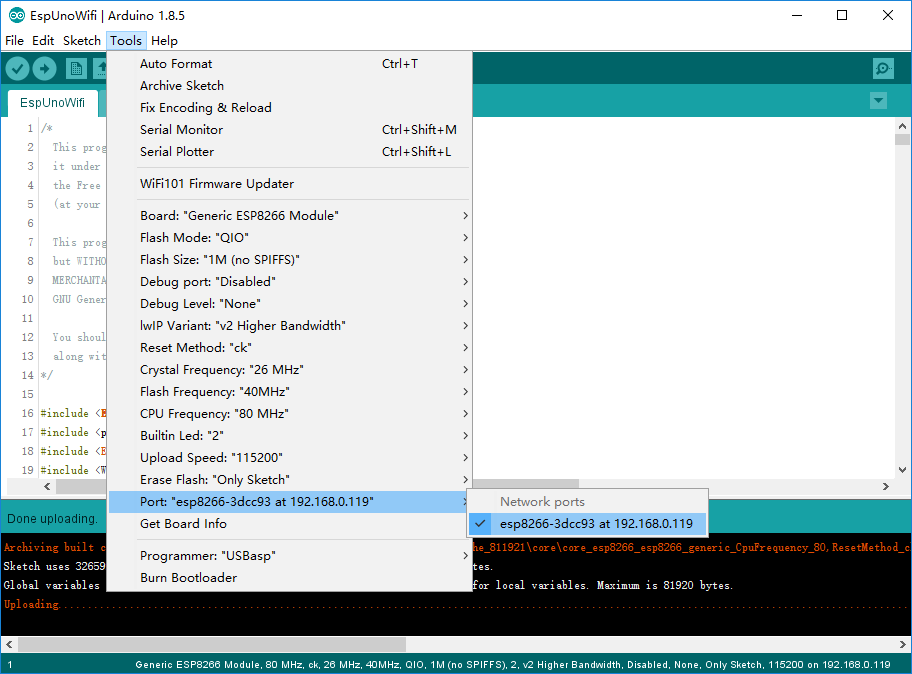 EspUnoWifi | Arduino 1.8.5
File Edit Sketch Tools Help
EspUnoWifi
Auto Format Ctrl+T
Archive Sketch
Fix Encoding & Reload
Serial Monitor Ctrl+Shift+M
Serial Plotter Ctrl+Shift+L
WiFi101 Firmware Updater
Board: "Generic ESP8266 Module"
Flash Mode: "QIO"
Flash Size: "1M (no SPIFFS)"
Debug port: "Disabled"
Debug Level: "None"
lwIP Variant: "v2 Higher Bandwidth"
Reset Method: "ck"
Crystal Frequency: "26 MHz"
Flash Frequency: "40MHz"
CPU Frequency: "80 MHz"
Builtin Led: "2"
Upload Speed: "115200"
Erase Flash: "Only Sketch"
Port: "esp8266-3dcc93 at 192.168.0.119"
Get Board Info
Programmer: "USBasp"
Burn Bootloader
Network ports
esp8266-3dcc93 at 192.168.0.119
1 /*
2 This prog
3 it under
4 the Free
5 (at your
6
7 This prog
8 but WITHO
9 MERCHANTA
10 GNU Gener
11
12 You shoul
13 along wit
14 */
15
16 #include <E
17 #include <p
18 #include <E
19 #include <W
Done uploading.
Archiving built c he_811921\core\core_esp8266_esp8266_generic_CpuFrequency_80,ResetMethod_c
Sketch uses 32659 tes.
Global variables for local variables. Maximum is 81920 bytes.
Uploading................................................................
1 Generic ESP8266 Module, 80 MHz, ck, 26 MHz, 40MHz, QIO, 1M (no SPIFFS), 2, v2 Higher Bandwidth, Disabled, None, Only Sketch, 115200 on 192.168.0.119